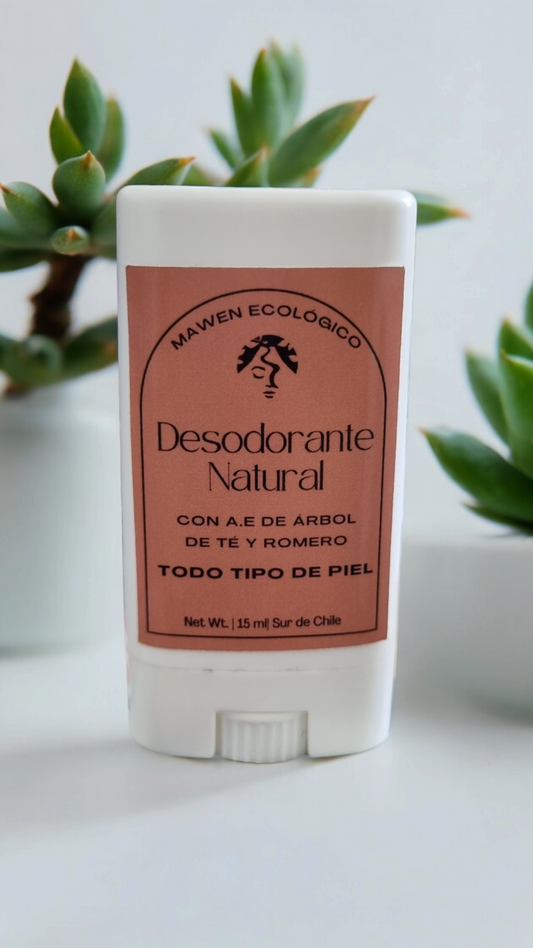 MAWEN ECOLÓGICO
Desodorante
Natural
CON A.E DE ÁRBOL
DE TÉ Y ROMERO
TODO TIPO DE PIEL
Net Wt. | 15 ml| Sur de Chile